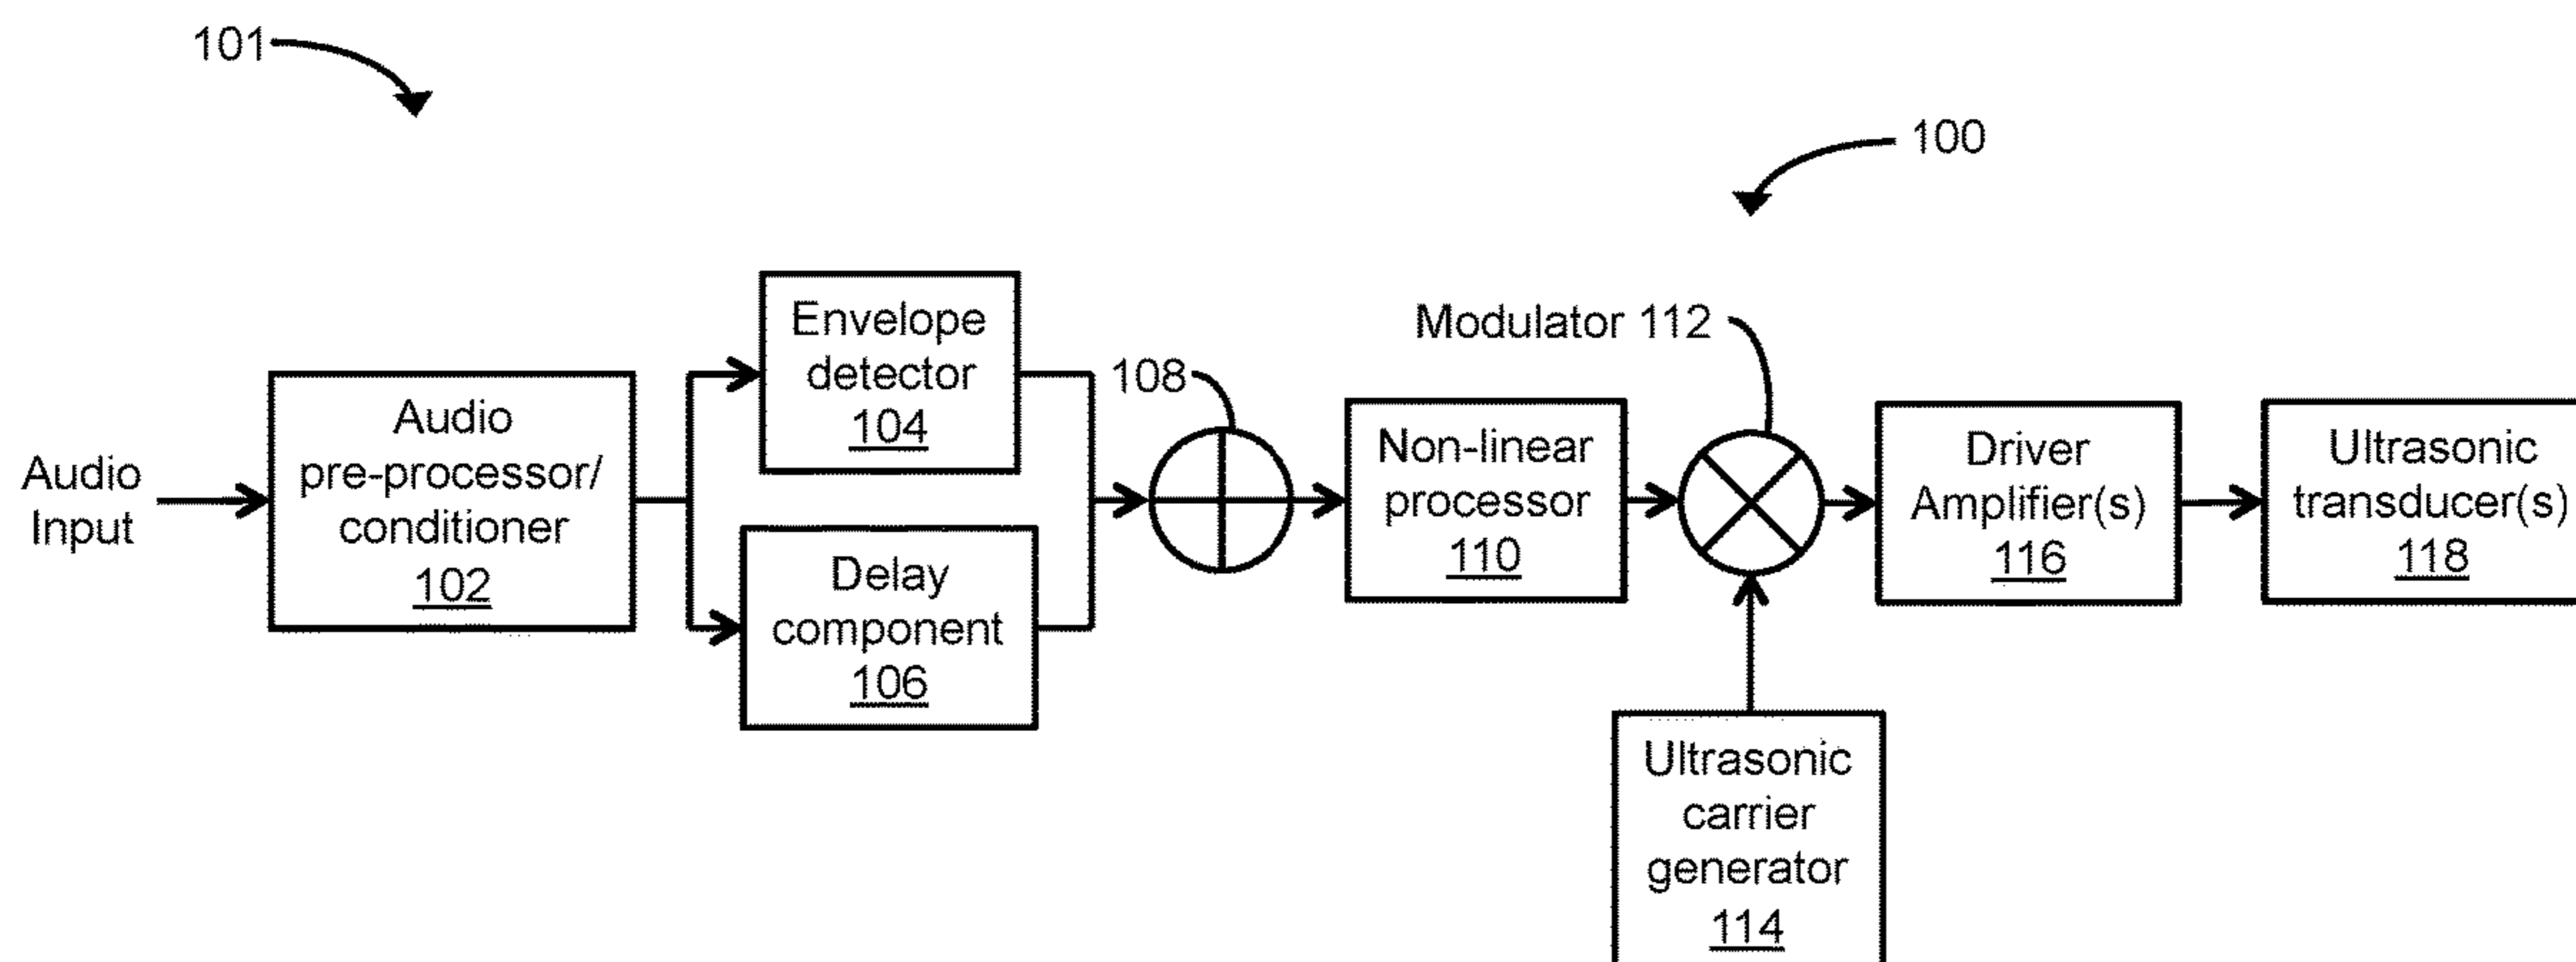 101
100
Audio
Input
Audio
pre-processor/
conditioner
102
Envelope
detector
104
Delay
component
106
108
Non-linear
processor
110
Modulator 112
Ultrasonic
carrier
generator
114
Driver
Amplifier(s)
116
Ultrasonic
transducer(s)
118